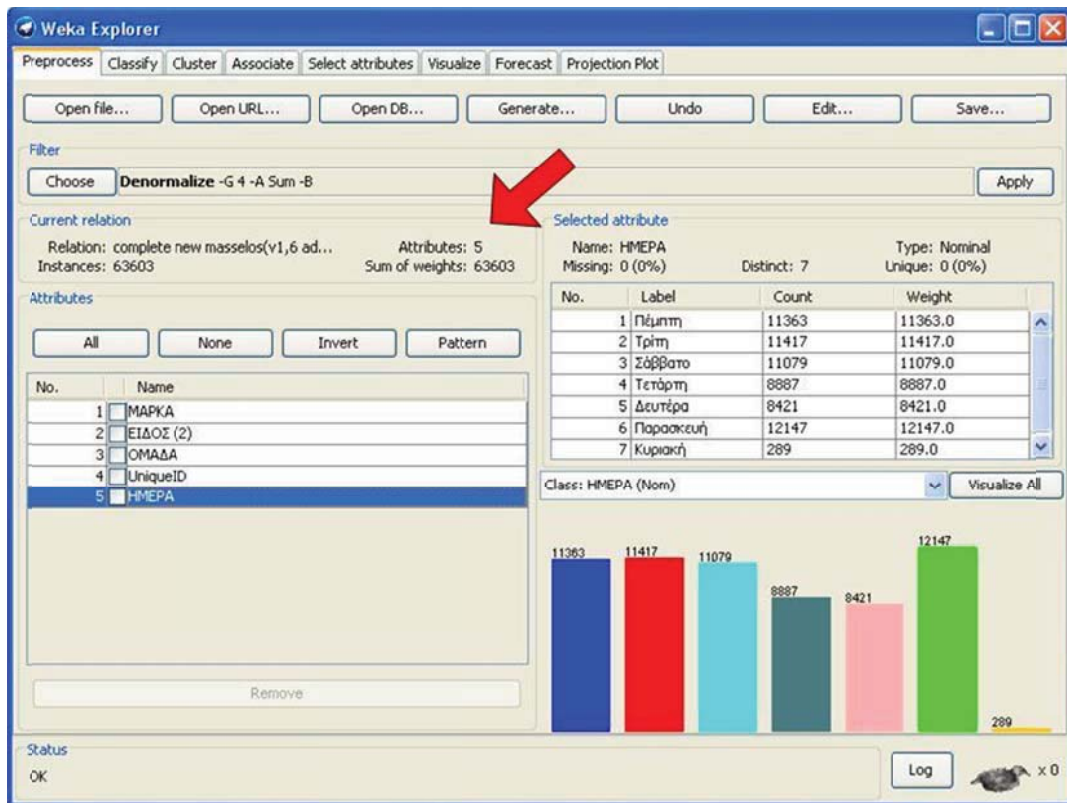 Weka Explorer
Preprocess Classify Cluster Associate Select attributes Visualize Forecast Projection Plot
Open file... Open URL... Open DB... Generate... Undo Edit... Save...
Filter
Choose Denormalize -G 4 -A Sum -B Apply
Current relation
Relation: complete new masselos(v1,6 ad... Attributes: 5
Instances: 63603 Sum of weights: 63603
Attributes
All None Invert Pattern
No. Name
1 ΜΑΡΚΑ
2 ΕΙΔΟΣ (2)
3 ΟΜΑΔΑ
4 UniqueID
5 ΗΜΕΡΑ
Remove
Selected attribute
Name: ΗΜΕΡΑ Type: Nominal
Missing: 0 (0%) Distinct: 7 Unique: 0 (0%)
No. Label Count Weight
1 Πέμπτη 11363 11363.0
2 Τρίτη 11417 11417.0
3 Σάββατο 11079 11079.0
4 Τετάρτη 8887 8887.0
5 Δευτέρα 8421 8421.0
6 Παρασκευή 12147 12147.0
7 Κυριακή 289 289.0
Class: ΗΜΕΡΑ (Nom) Visualize All
11363 11417 11079 8887 8421 12147 289
Status
OK
Log x 0